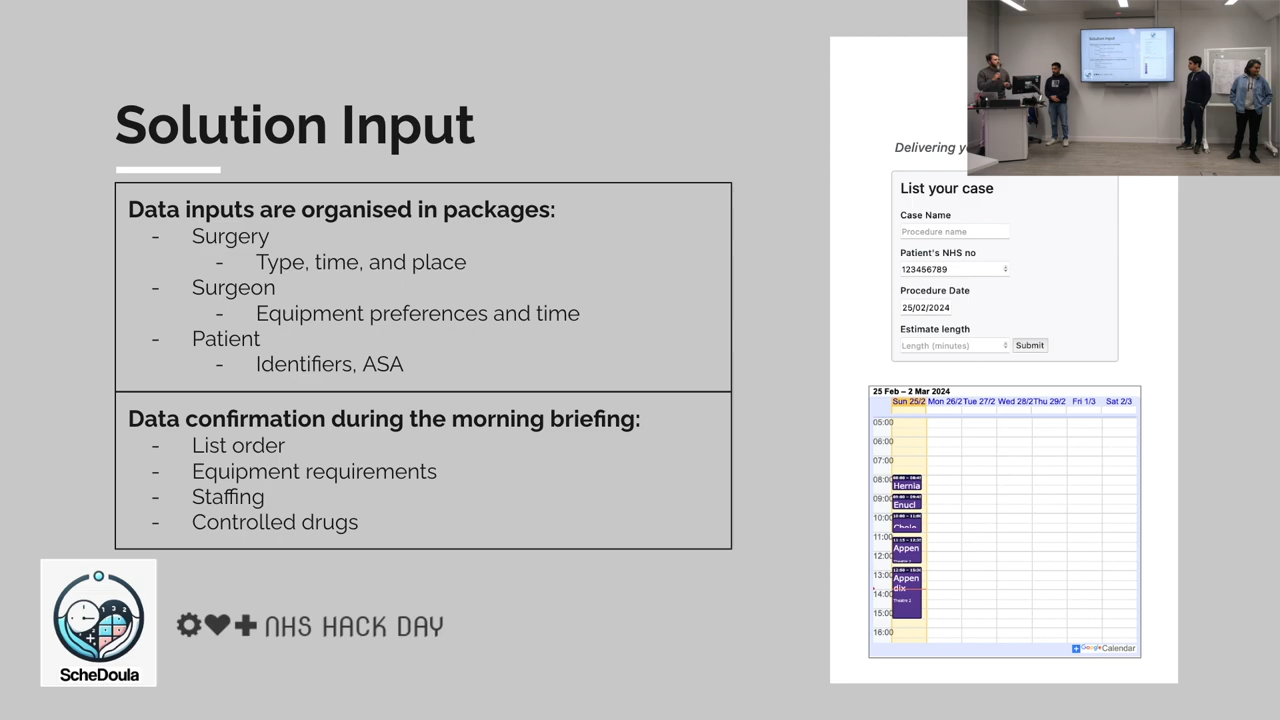 Solution Input
Data inputs are organised in packages:
- Surgery
- Type, time, and place
- Surgeon
- Equipment preferences and time
- Patient
- Identifiers, ASA
Data confirmation during the morning briefing:
- List order
- Equipment requirements
- Staffing
- Controlled drugs
ScheDoula
NHS HACK DAY
Delivering
List your case
Case Name
Procedure name
Patient's NHS no
123456789
Procedure Date
25/02/2024
Estimate length
Length (minutes)
Submit
25 Feb – 2 Mar 2024
Sun 25/2 Mon 26/2 Tue 27/2 Wed 28/2 Thu 29/2 Fri 1/3 Sat 2/3
05:00
06:00
07:00
08:00
Hernia
09:00
Enucl
10:00
11:00
Appen
12:00
13:00
Appen
dix
14:00
Theatre 2
15:00
16:00
Google Calendar
Solution Input